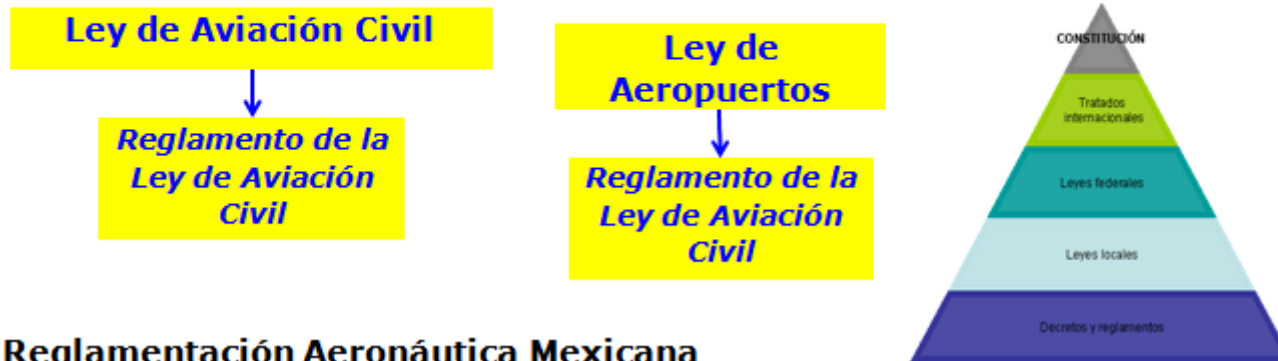 Ley de Aviación Civil
Reglamento de la
Ley de Aviación
Civil
Ley de
Aeropuertos
Reglamento de la
Ley de Aviación
Civil
CONSTITUCIÓN
Tratados
internacionales
Leyes federales
Leyes locales
Decretos y reglamentos
Reglamentación Aeronáutica Mexicana